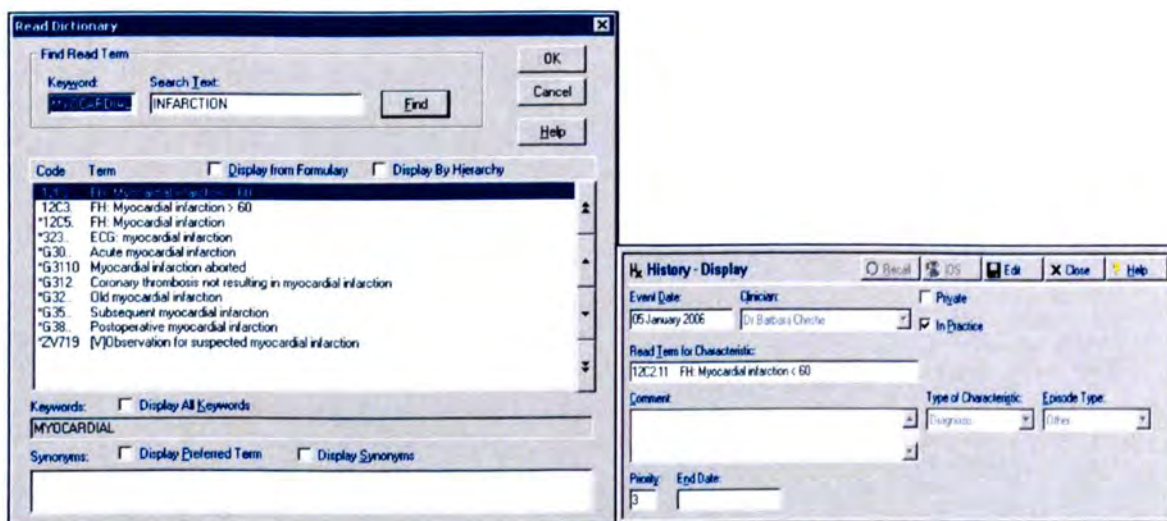 Read Dictionary
Find Read Term
Keyword: Search Text:
MYOCARDIAL INFARCTION
Find
OK
Cancel
Help
Code Term Display from Formulary Display By Hierarchy
FH: Myocardial infarction < 60
12C3. FH: Myocardial infarction > 60
*12C5. FH: Myocardial infarction
*323.. ECG: myocardial infarction
*G30.. Acute myocardial infarction
*G3110 Myocardial infarction aborted
*G312. Coronary thrombosis not resulting in myocardial infarction
*G32.. Old myocardial infarction
*G35.. Subsequent myocardial infarction
*G38.. Postoperative myocardial infarction
*ZV719 [V]Observation for suspected myocardial infarction
Keywords: Display All Keywords
MYOCARDIAL
Synonyms: Display Preferred Term Display Synonyms
History - Display
Recall IOS Edit Close Help
Event Date: Clinician: Private
05 January 2006 Dr Barbara Christie In Practice
Read Term for Characteristic:
12C2.11 FH: Myocardial infarction < 60
Comment: Type of Characteristic: Episode Type:
Diagnosis Other
Priority: End Date:
3